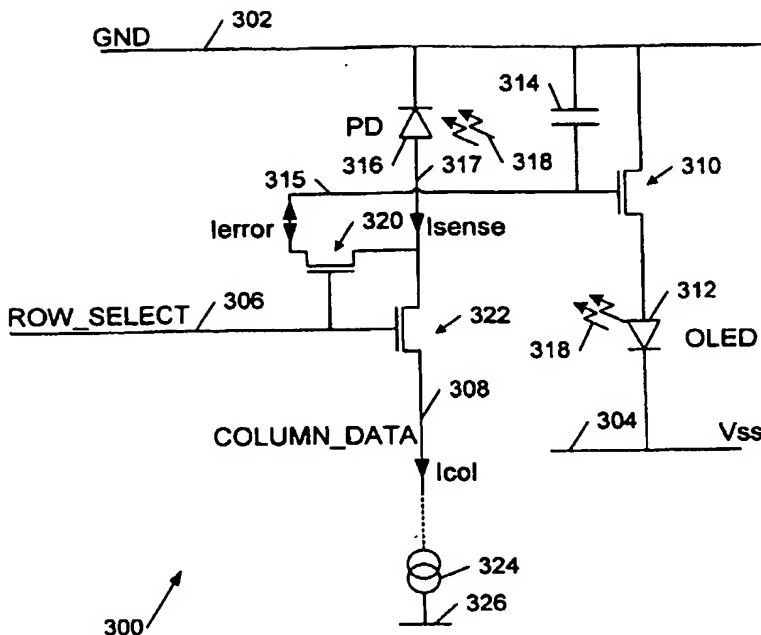 GND 302
314
PD
316 317 318 310
315
320
Ierror Isense
306 312
ROW_SELECT 322
318 OLED
308
COLUMN_DATA 304 Vss
Icol
324
326
300